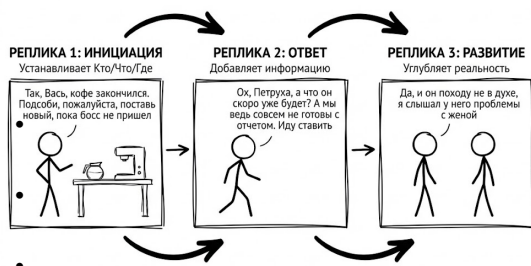 РЕПЛИКА 1: ИНИЦИАЦИЯ
Устанавливает Кто/Что/Где
Так, Вась, кофе закончился.
Подсоби, пожалуйста, поставь
новый, пока босс не пришел
РЕПЛИКА 2: ОТВЕТ
Добавляет информацию
Ох, Петруха, а что он
скоро уже будет? А мы
ведь совсем не готовы с
отчетом. Иду ставить
РЕПЛИКА 3: РАЗВИТИЕ
Углубляет реальность
Да, и он походу не в духе,
я слышал у него проблемы
с женой